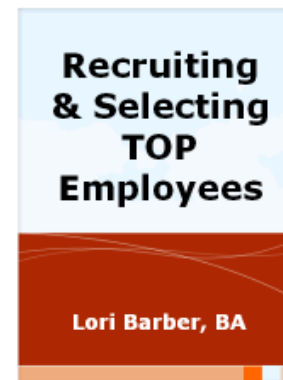 Recruiting
& Selecting
TOP
Employees
Lori Barber, BA